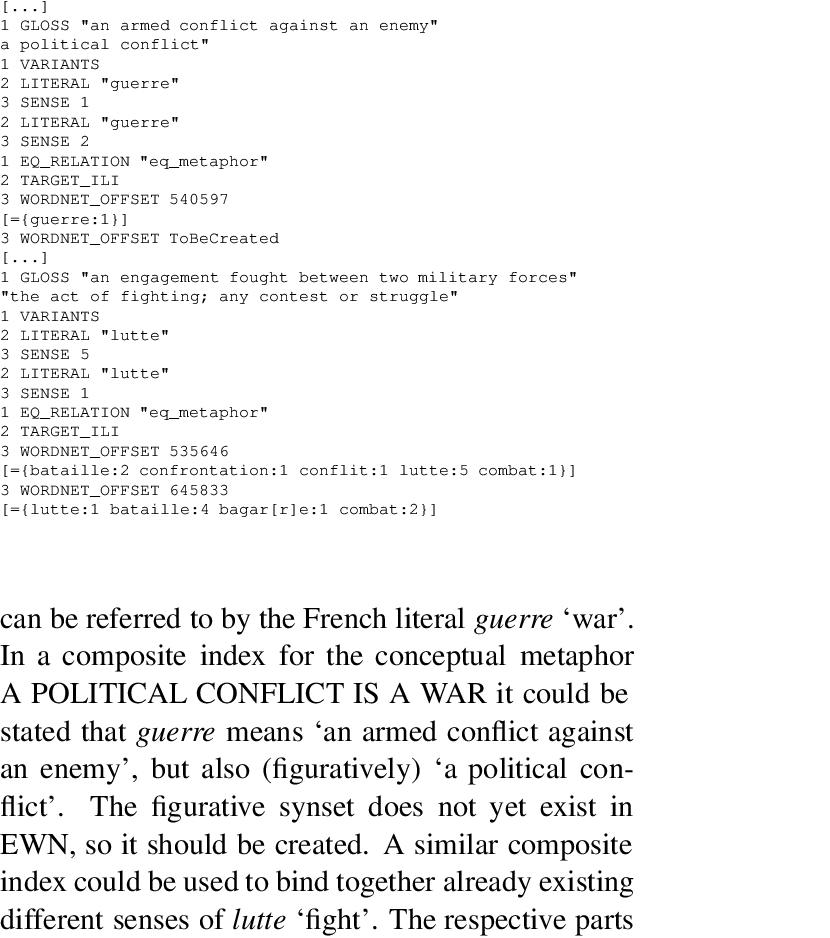 [...]
1 GLOSS "an armed conflict against an enemy"
a political conflict"
1 VARIANTS
2 LITERAL "guerre"
3 SENSE 1
2 LITERAL "guerre"
3 SENSE 2
1 EQ_RELATION "eq_metaphor"
2 TARGET_ILI
3 WORDNET_OFFSET 540597
[={guerre:1}]
3 WORDNET_OFFSET ToBeCreated
[...]
1 GLOSS "an engagement fought between two military forces"
"the act of fighting; any contest or struggle"
1 VARIANTS
2 LITERAL "lutte"
3 SENSE 5
2 LITERAL "lutte"
3 SENSE 1
1 EQ_RELATION "eq_metaphor"
2 TARGET_ILI
3 WORDNET_OFFSET 535646
[={bataille:2 confrontation:1 conflit:1 lutte:5 combat:1}]
3 WORDNET_OFFSET 645833
[={lutte:1 bataille:4 bagar[r]e:1 combat:2}]
can be referred to by the French literal guerre ‘war’.
In a composite index for the conceptual metaphor
A POLITICAL CONFLICT IS A WAR it could be
stated that guerre means ‘an armed conflict against
an enemy’, but also (figuratively) ‘a political con-
flict’. The figurative synset does not yet exist in
EWN, so it should be created. A similar composite
index could be used to bind together already existing
different senses of lutte ‘fight’. The respective parts